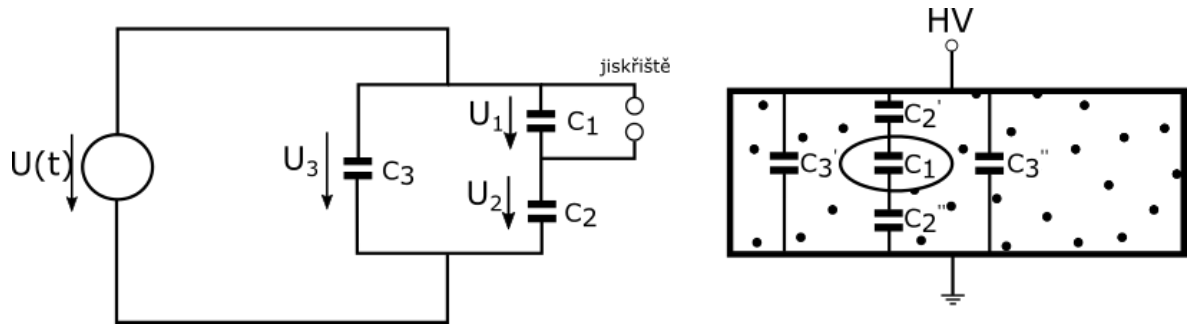 jiskřiště
U(t)
U₃
C₃
U₁
C₁
U₂
C₂
HV
C₂'
C₃'
C₁
C₃"
C₂"